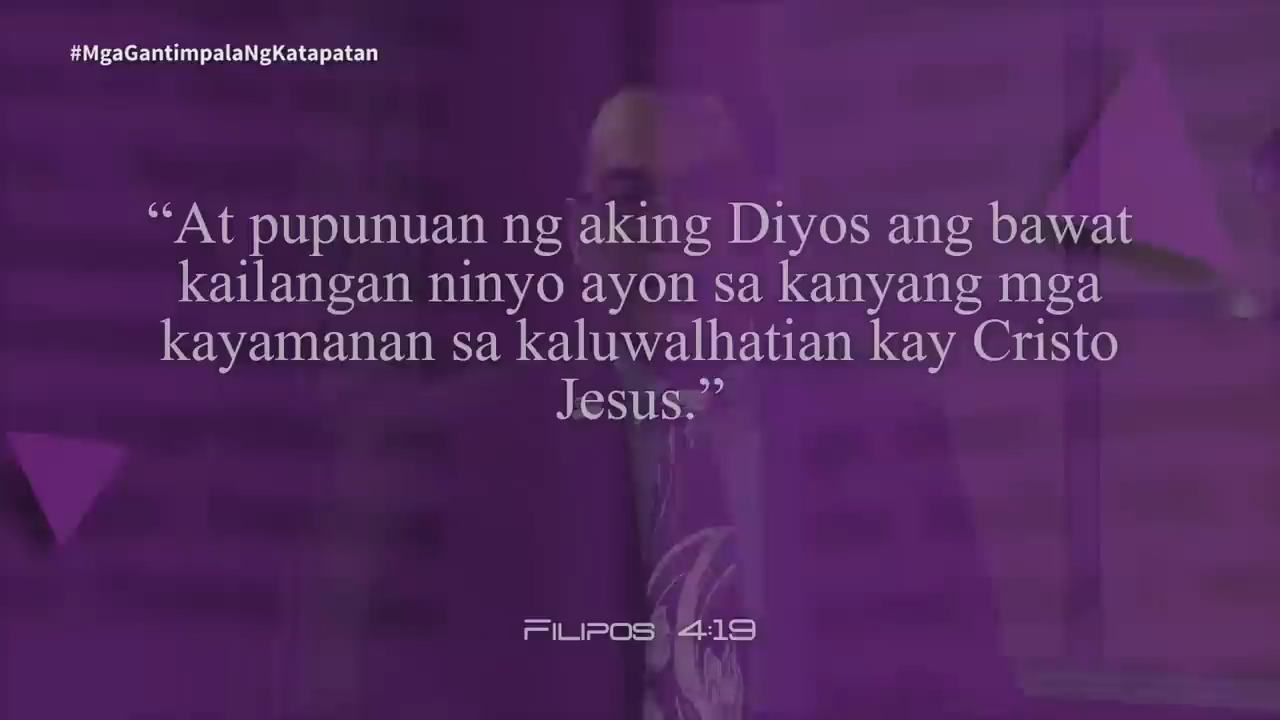 #MgaGantimpalaNgKatapatan
“At pupunuan ng aking Diyos ang bawat
kailangan ninyo ayon sa kanyang mga
kayamanan sa kaluwalhatian kay Cristo
Jesus.”
Filipos 4:19